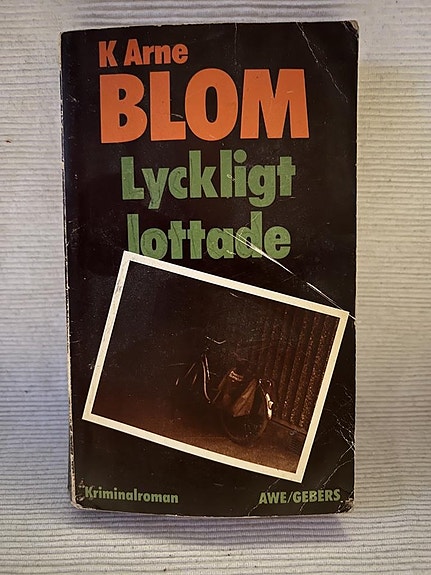 K Arne
BLOM
Lyckligt
lottade
Kriminalroman
AWE/GEBERS